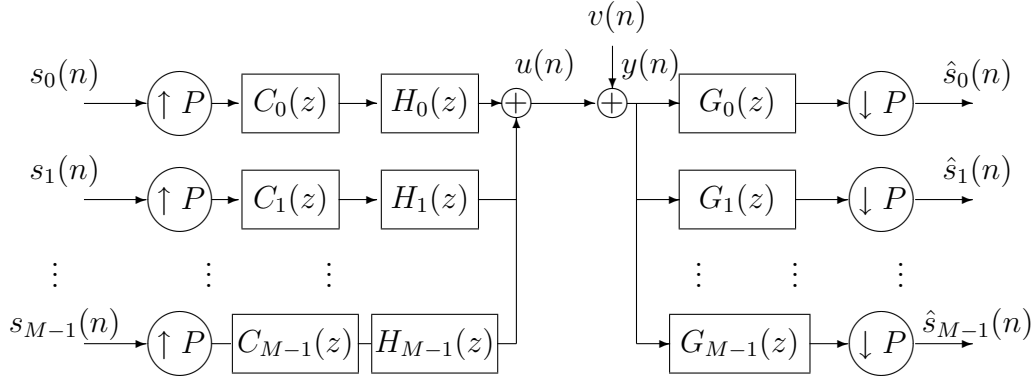 v(n)
s_0(n) ↑ P C_0(z) H_0(z) + u(n) + y(n) G_0(z) ↓ P ŝ_0(n)
s_1(n) ↑ P C_1(z) H_1(z) G_1(z) ↓ P ŝ_1(n)
⋮ ⋮ ⋮ ⋮ ⋮ ⋮
s_{M−1}(n) ↑ P C_{M−1}(z) H_{M−1}(z) G_{M−1}(z) ↓ P ŝ_{M−1}(n)